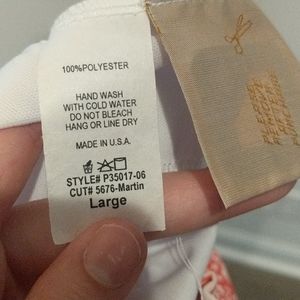 100%POLYESTER
HAND WASH
WITH COLD WATER
DO NOT BLEACH
HANG OR LINE DRY
MADE IN U.S.A.
STYLE# P35017-06
CUT# 5676-Martin
Large